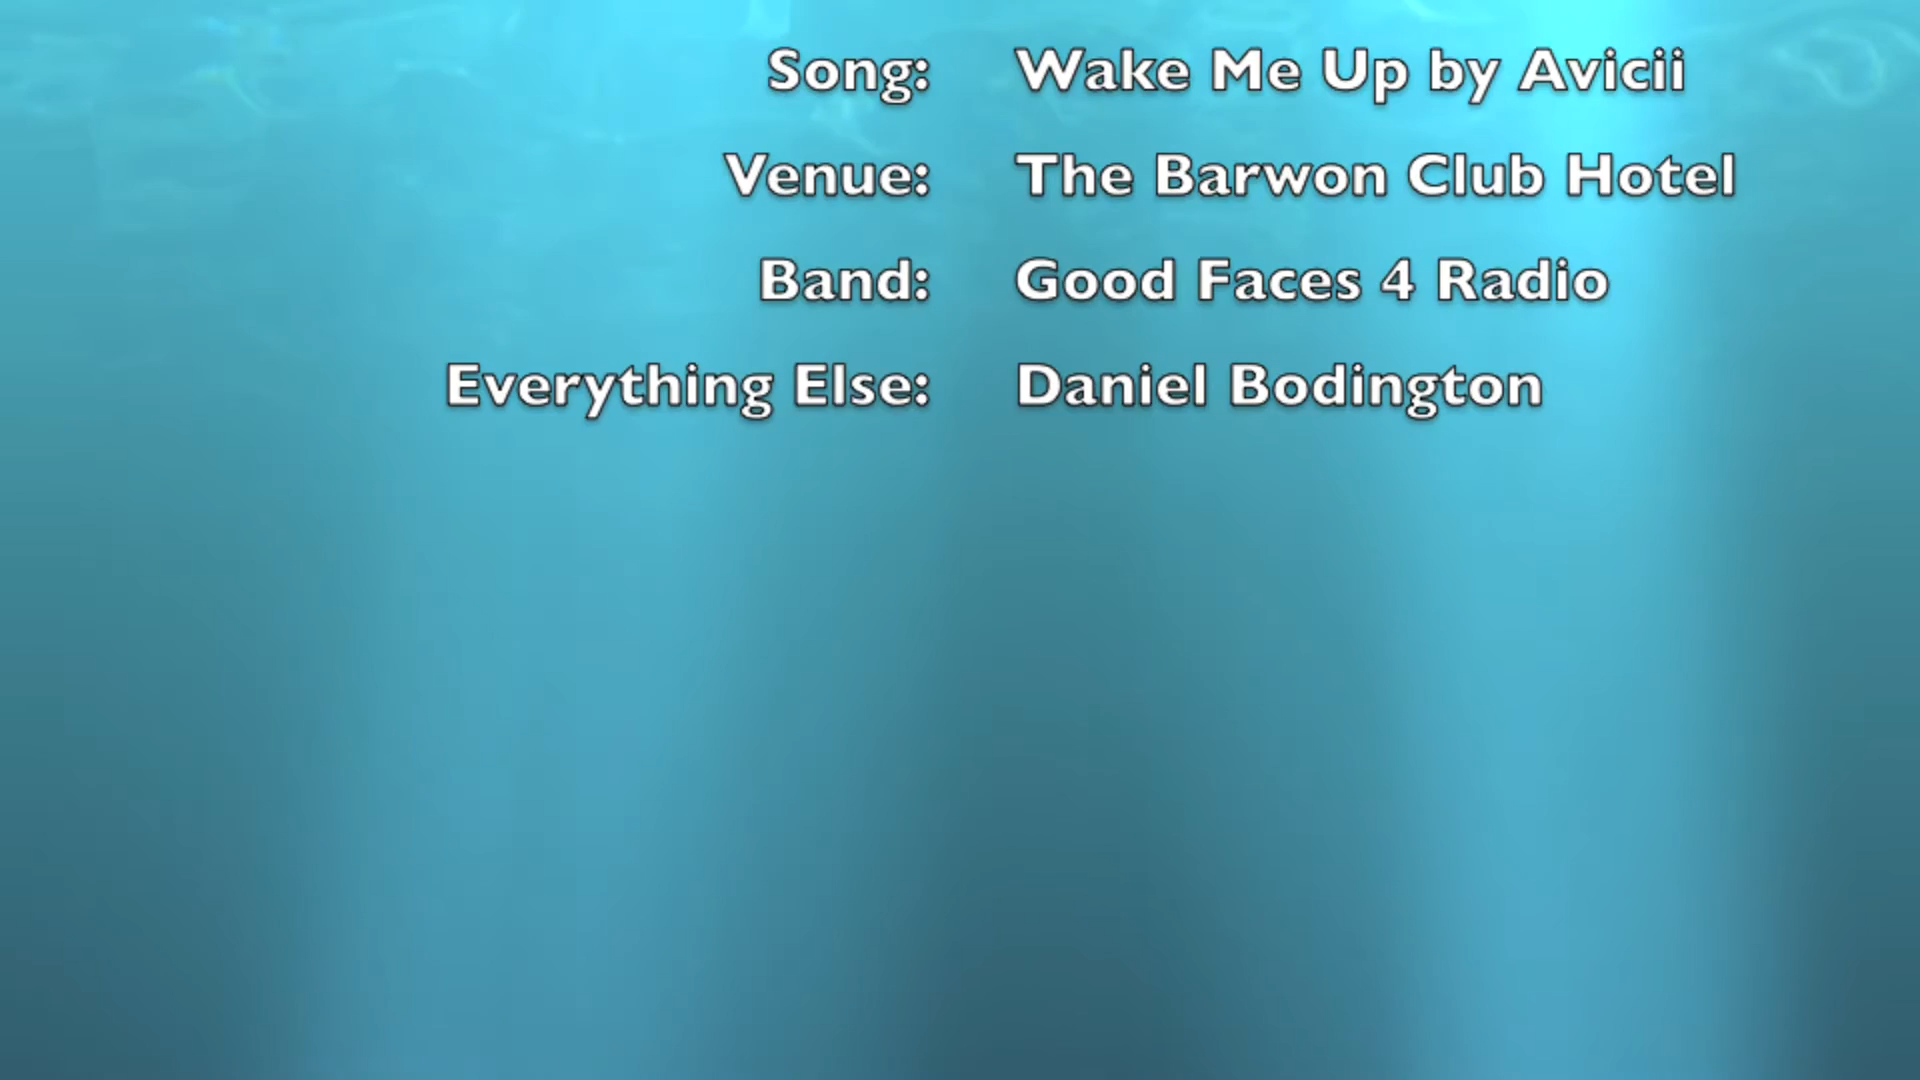 Song: Wake Me Up by Avicii
Venue: The Barwon Club Hotel
Band: Good Faces 4 Radio
Everything Else: Daniel Bodington